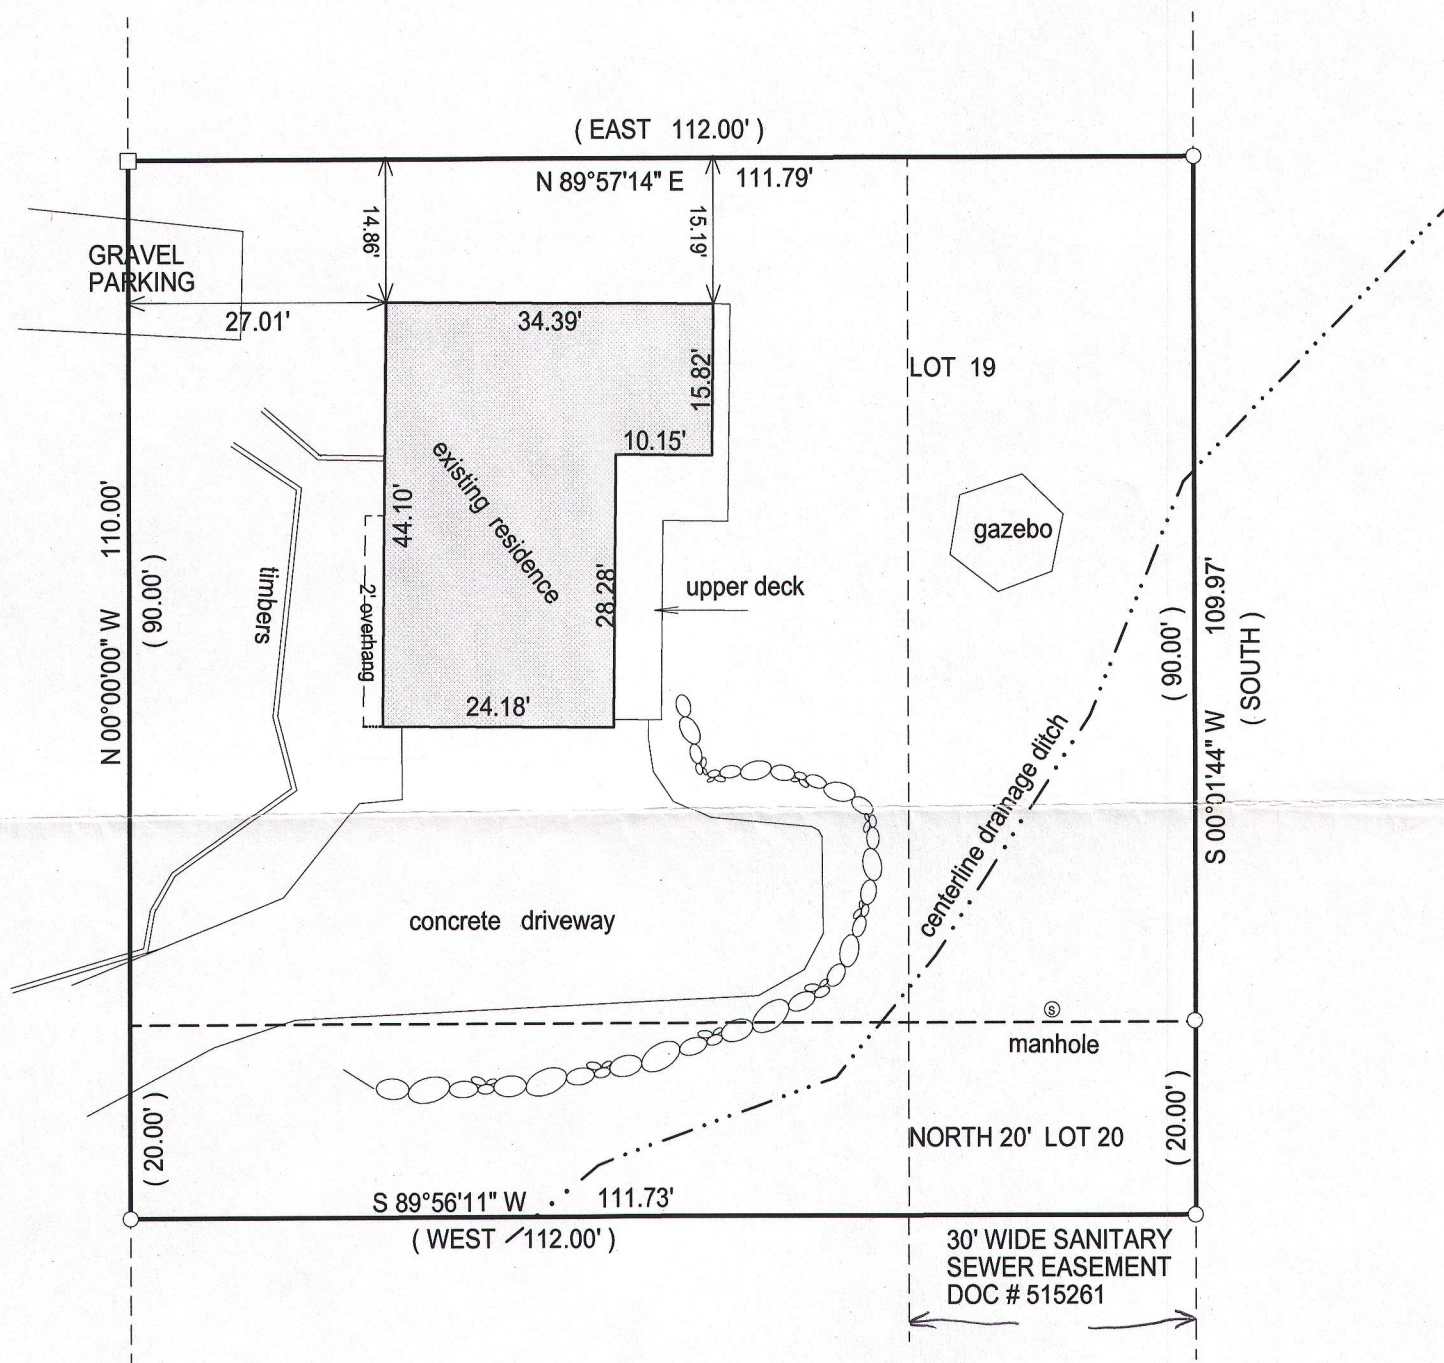 ( EAST 112.00' )
N 89°57'14" E 111.79'
14.86'
15.19'
GRAVEL
PARKING
27.01'
34.39'
15.82'
LOT 19
10.15'
existing residence
44.10'
gazebo
N 00°00'00" W 110.00'
( 90.00' )
timbers
2' overhang
28.28'
upper deck
( 90.00' )
S 00°01'44" W 109.97'
( SOUTH )
24.18'
centerline drainage ditch
concrete driveway
S
manhole
( 20.00' )
NORTH 20' LOT 20
( 20.00' )
S 89°56'11" W 111.73'
( WEST 112.00' )
30' WIDE SANITARY
SEWER EASEMENT
DOC # 515261